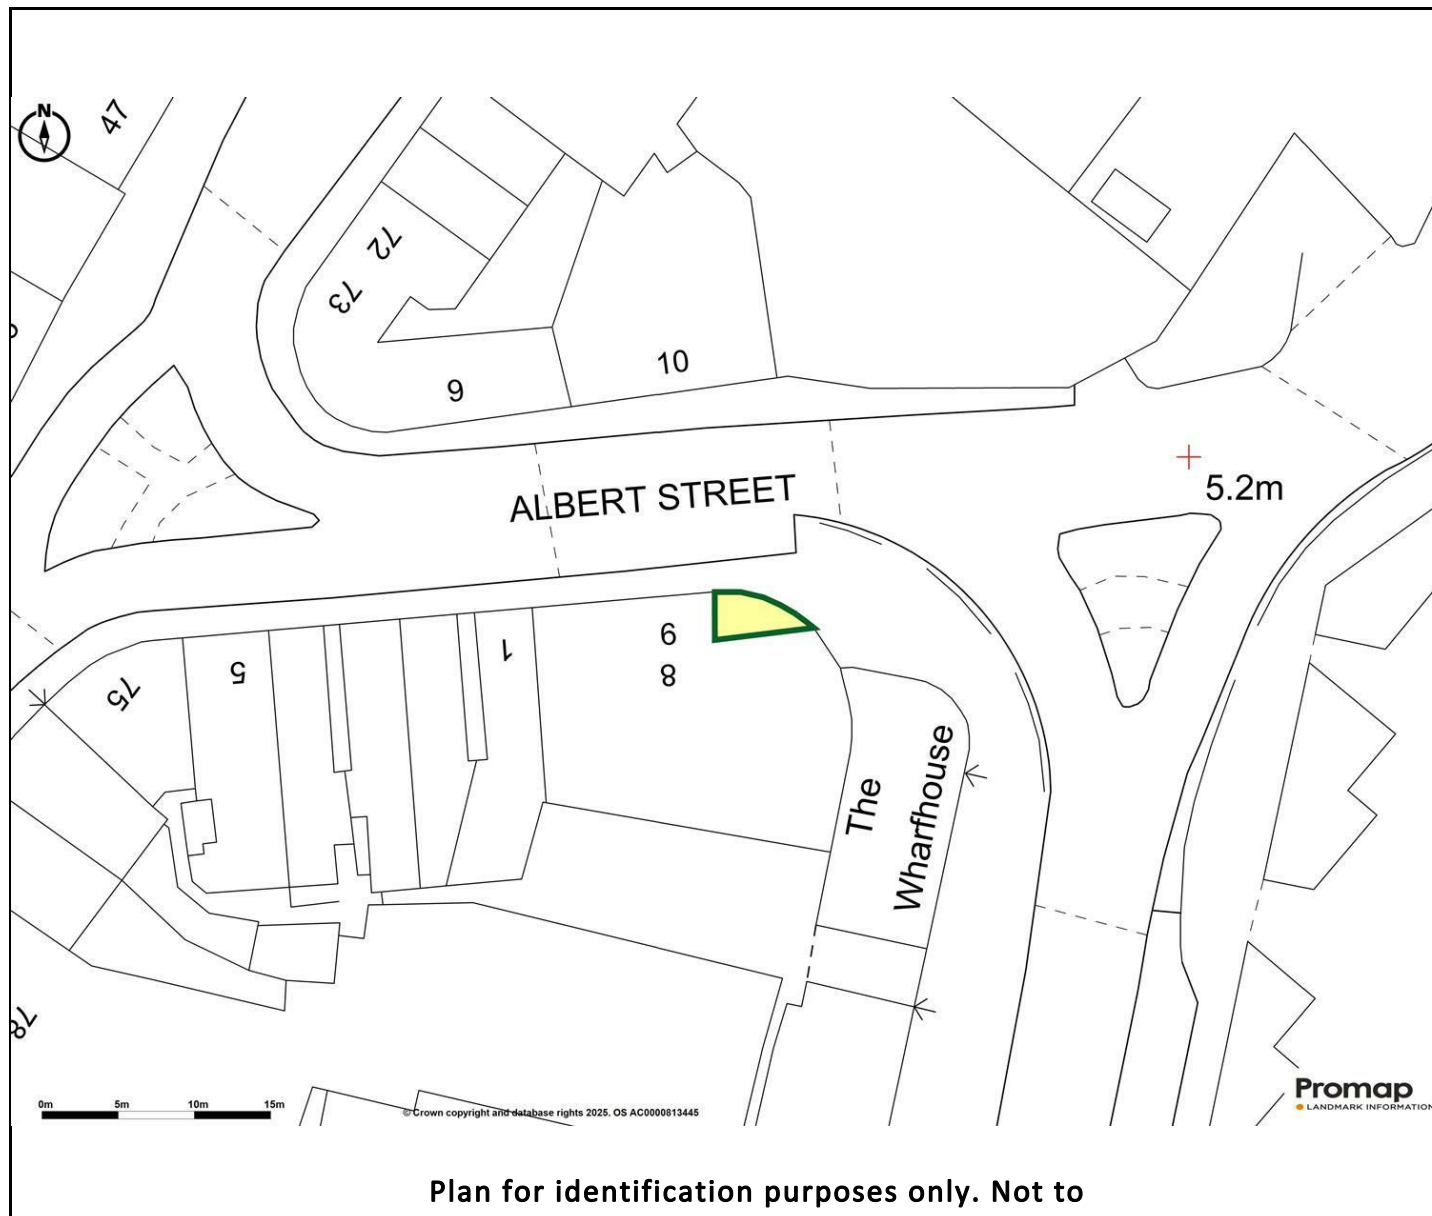 N
47
72
73
10
9
ALBERT STREET
5.2m
9
8
1
5
75
The
Wharfhouse
78
0m 5m 10m 15m
© Crown copyright and database rights 2025. OS AC0000813445
Promap
LANDMARK INFORMATION
Plan for identification purposes only. Not to